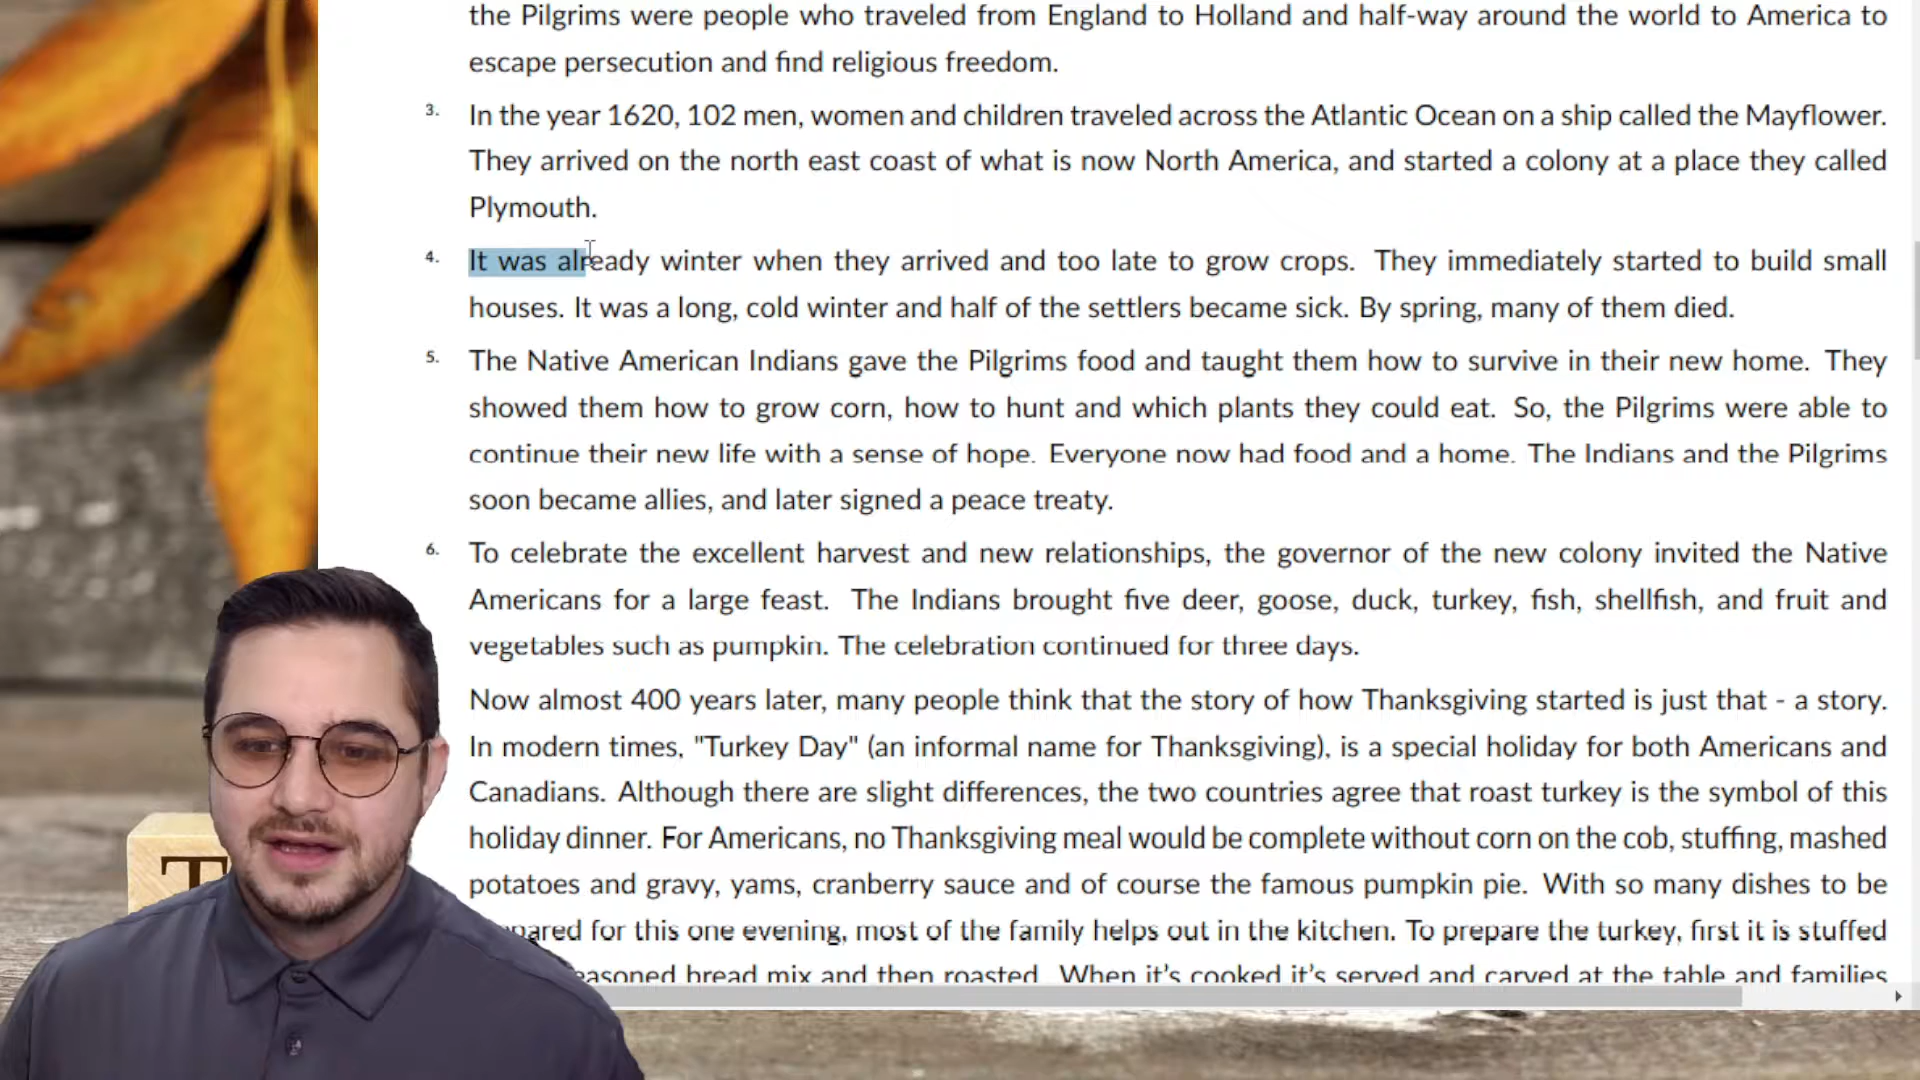 the Pilgrims were people who traveled from England to Holland and half-way around the world to America to
escape persecution and find religious freedom.
3. In the year 1620, 102 men, women and children traveled across the Atlantic Ocean on a ship called the Mayflower.
They arrived on the north east coast of what is now North America, and started a colony at a place they called
Plymouth.
4. It was already winter when they arrived and too late to grow crops. They immediately started to build small
houses. It was a long, cold winter and half of the settlers became sick. By spring, many of them died.
5. The Native American Indians gave the Pilgrims food and taught them how to survive in their new home. They
showed them how to grow corn, how to hunt and which plants they could eat. So, the Pilgrims were able to
continue their new life with a sense of hope. Everyone now had food and a home. The Indians and the Pilgrims
soon became allies, and later signed a peace treaty.
6. To celebrate the excellent harvest and new relationships, the governor of the new colony invited the Native
Americans for a large feast. The Indians brought five deer, goose, duck, turkey, fish, shellfish, and fruit and
vegetables such as pumpkin. The celebration continued for three days.
Now almost 400 years later, many people think that the story of how Thanksgiving started is just that - a story.
In modern times, "Turkey Day" (an informal name for Thanksgiving), is a special holiday for both Americans and
Canadians. Although there are slight differences, the two countries agree that roast turkey is the symbol of this
holiday dinner. For Americans, no Thanksgiving meal would be complete without corn on the cob, stuffing, mashed
potatoes and gravy, yams, cranberry sauce and of course the famous pumpkin pie. With so many dishes to be
for this one evening, most of the family helps out in the kitchen. To prepare the turkey, first it is stuffed
bread mix and then roasted. When it's cooked it's served and carved at the table and families
T